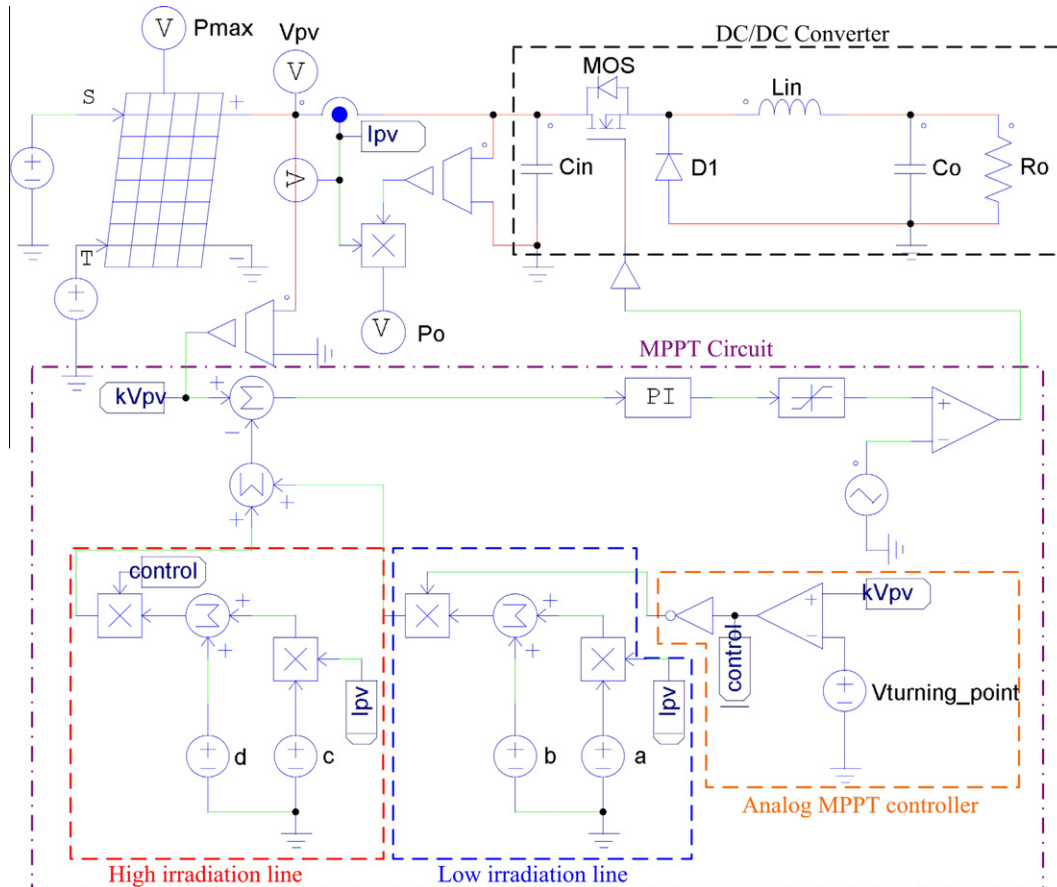 DC/DC Converter
V
Pmax
Vpv
V
MOS
Lin
S
+
Ipv
V
Cin
D1
Co
Ro
T
−
×
V
Po
MPPT Circuit
kVpv
+
Σ
−
PI
+
−
Σ
+
+
control
×
Σ
+
+
×
Ipv
d
c
×
Σ
+
+
×
Ipv
b
a
control
kVpv
+
−
Vturning_point
Analog MPPT controller
High irradiation line
Low irradiation line